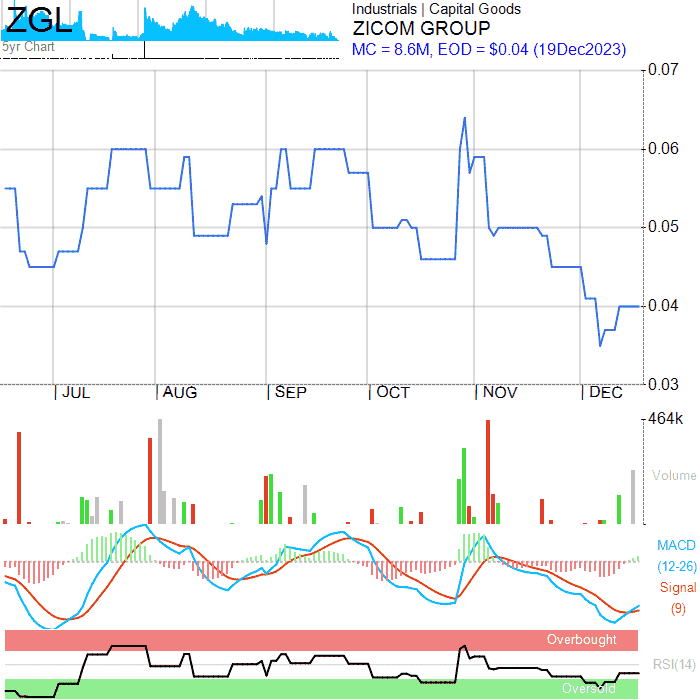 ZGL
5yr Chart
Industrials | Capital Goods
ZICOM GROUP
MC = 8.6M, EOD = $0.04 (19Dec2023)
0.07
0.06
0.05
0.04
0.03
JUL
AUG
SEP
OCT
NOV
DEC
464k
Volume
MACD
(12-26)
Signal
(9)
Overbought
RSI(14)
Oversold